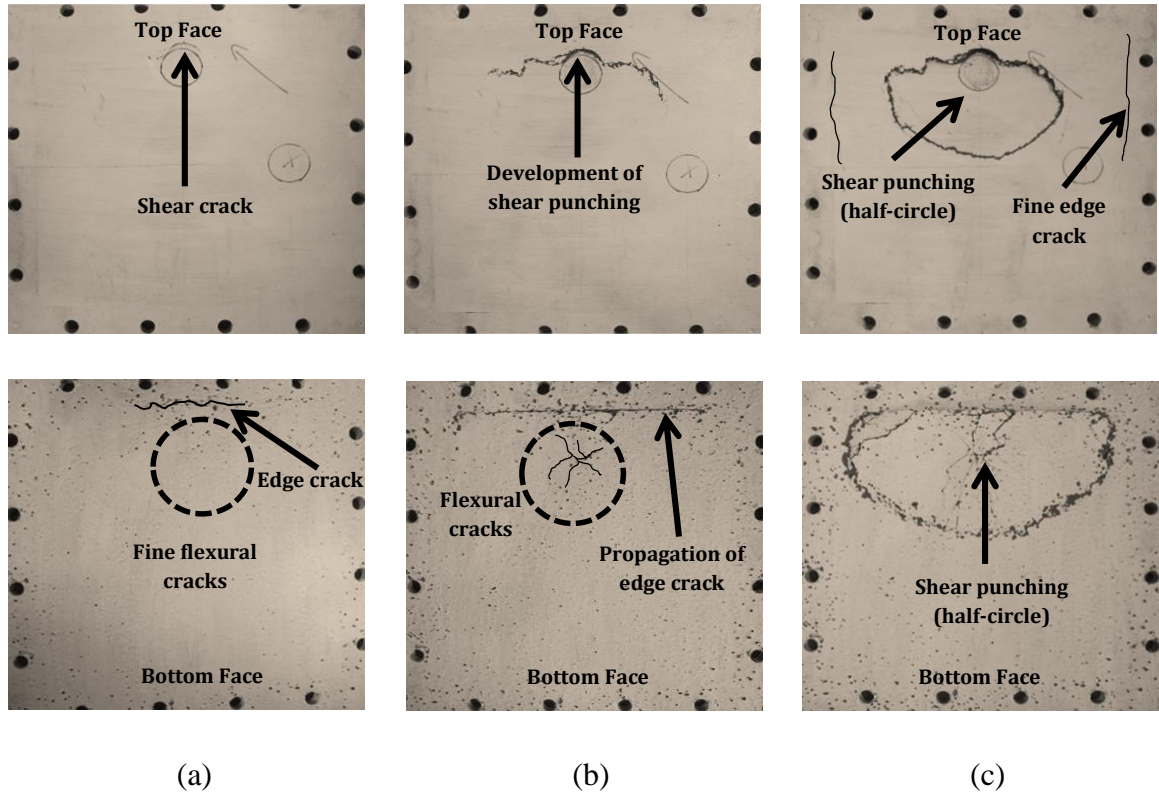 Top Face
Shear crack
Top Face
Development of
shear punching
X
Top Face
Shear punching
(half-circle)
Fine edge
crack
Edge crack
Fine flexural
cracks
Bottom Face
Flexural
cracks
Propagation of
edge crack
Bottom Face
Shear punching
(half-circle)
Bottom Face
(a)
(b)
(c)